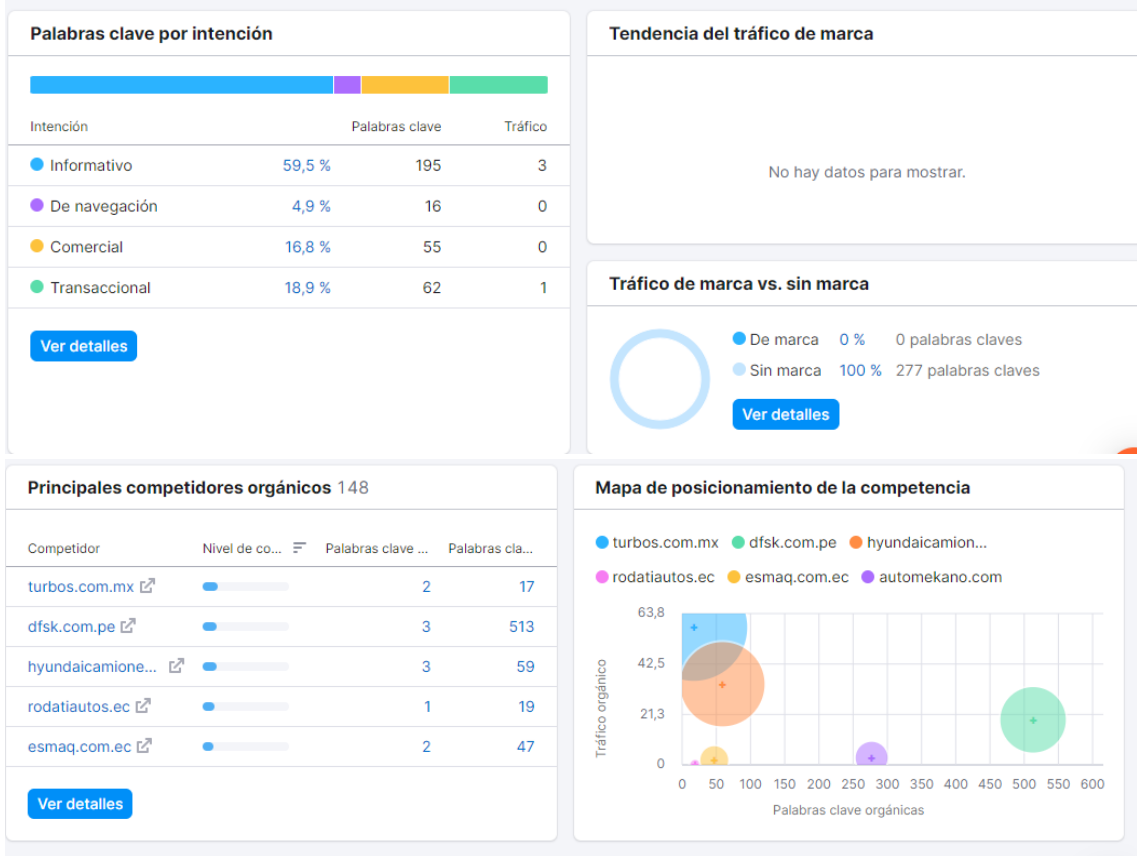 Palabras clave por intención
Intención Palabras clave Tráfico
Informativo 59,5 % 195 3
De navegación 4,9 % 16 0
Comercial 16,8 % 55 0
Transaccional 18,9 % 62 1
Ver detalles
Tendencia del tráfico de marca
No hay datos para mostrar.
Tráfico de marca vs. sin marca
De marca 0 % 0 palabras claves
Sin marca 100 % 277 palabras claves
Ver detalles
Principales competidores orgánicos 148
Competidor Nivel de co... Palabras clave ... Palabras cla...
turbos.com.mx 2 17
dfsk.com.pe 3 513
hyundaicamione... 3 59
rodatiautos.ec 1 19
esmaq.com.ec 2 47
Ver detalles
Mapa de posicionamiento de la competencia
turbos.com.mx dfsk.com.pe hyundaicamion...
rodatiautos.ec esmaq.com.ec automekano.com
Tráfico orgánico
63,8
42,5
21,3
0
0 50 100 150 200 250 300 350 400 450 500 550 600
Palabras clave orgánicas